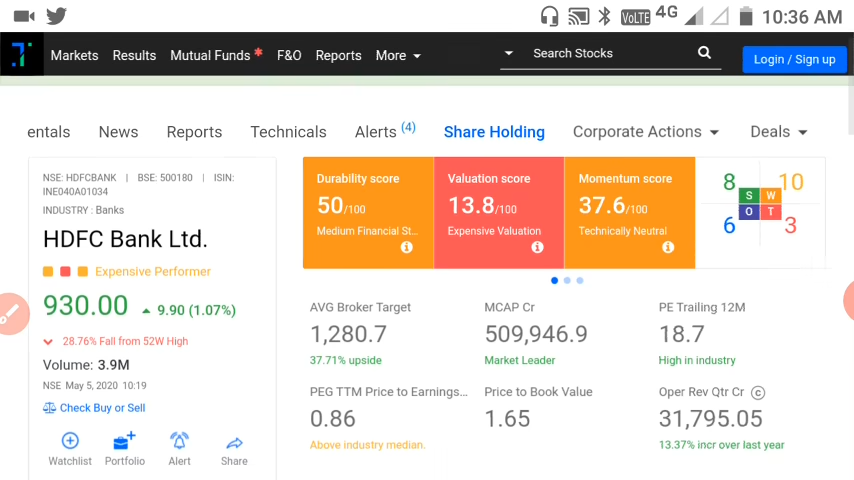 VoLTE 4G 10:36 AM
Markets Results Mutual Funds * F&O Reports More Search Stocks Login / Sign up
entals News Reports Technicals Alerts (4) Share Holding Corporate Actions Deals
NSE: HDFCBANK | BSE: 500180 | ISIN:
INE040A01034
INDUSTRY : Banks
HDFC Bank Ltd.
Expensive Performer
930.00 9.90 (1.07%)
28.76% Fall from 52W High
Volume: 3.9M
NSE May 5, 2020 10:19
Check Buy or Sell
Watchlist Portfolio Alert Share
Durability score
50/100
Medium Financial St..
Valuation score
13.8/100
Expensive Valuation
Momentum score
37.6/100
Technically Neutral
8 S W 10
6 O T 3
AVG Broker Target
1,280.7
37.71% upside
MCAP Cr
509,946.9
Market Leader
PE Trailing 12M
18.7
High in industry
PEG TTM Price to Earnings...
0.86
Above industry median.
Price to Book Value
1.65
Oper Rev Qtr Cr C
31,795.05
13.37% incr over last year